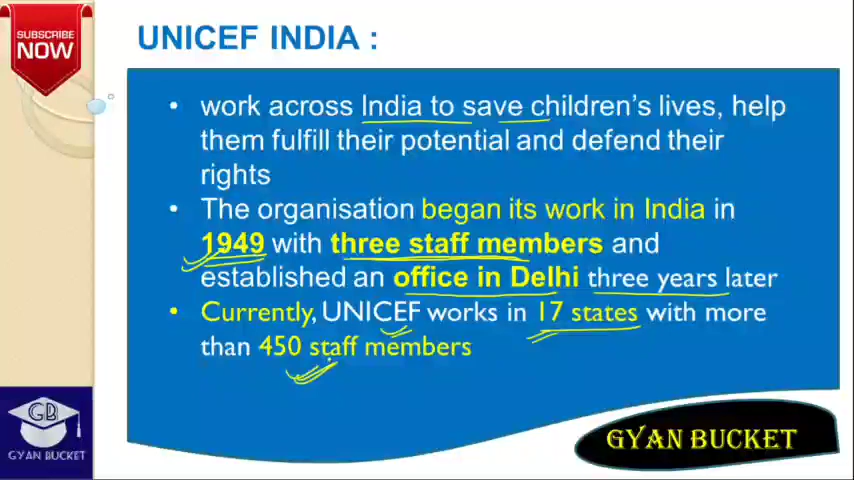 SUBSCRIBE
NOW
UNICEF INDIA :
• work across India to save children's lives, help
them fulfill their potential and defend their
rights
• The organisation began its work in India in
1949 with three staff members and
established an office in Delhi three years later
• Currently, UNICEF works in 17 states with more
than 450 staff members
GB
GYAN BUCKET
GYAN BUCKET